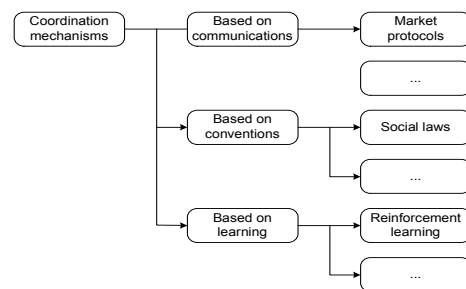 Coordination
mechanisms
Based on
communications
Market
protocols
...
Based on
conventions
Social laws
...
Based on
learning
Reinforcement
learning
...